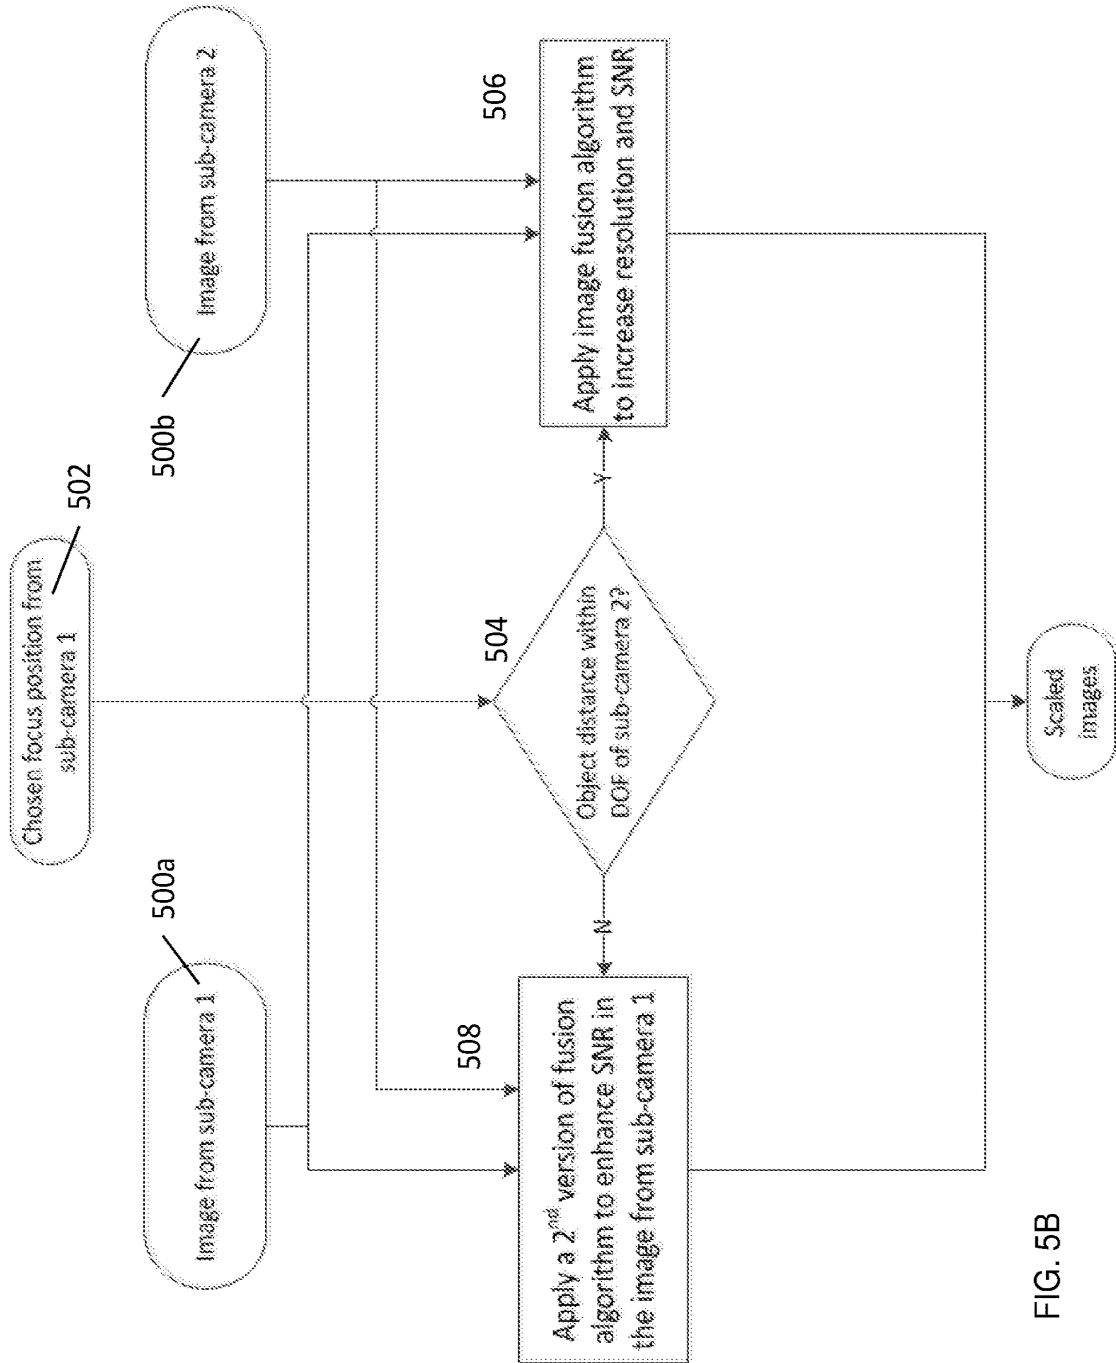 Chosen focus position from
sub-camera 1
502
Image from sub-camera 1
500a
Image from sub-camera 2
500b
504
Object distance within
DOF of sub-camera 2?
N
Y
508
Apply a 2nd version of fusion
algorithm to enhance SNR in
the image from sub-camera 1
506
Apply image fusion algorithm
to increase resolution and SNR
Scaled
images
FIG. 5B